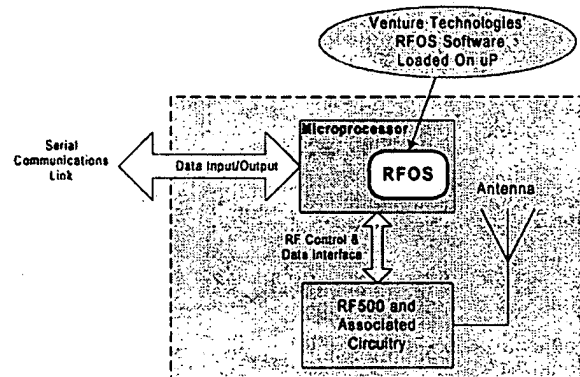 Venture Technologies'
RFOS Software
Loaded On uP
Microprocessor
RFOS
Serial
Communications
Link
Data Input/Output
Antenna
RF Control &
Data Interface
RF500 and
Associated
Circuitry